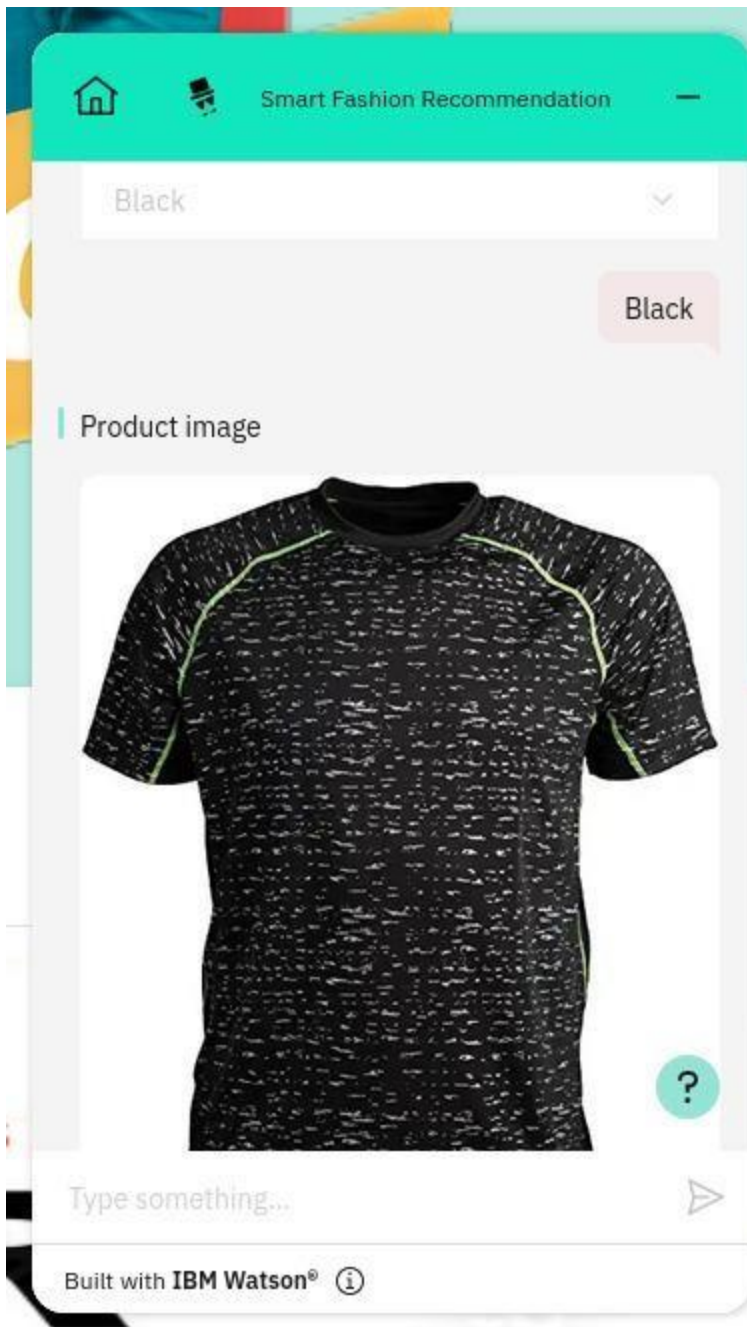 Smart Fashion Recommendation
Black
Black
Product image
?
Type something...
Built with IBM Watson®